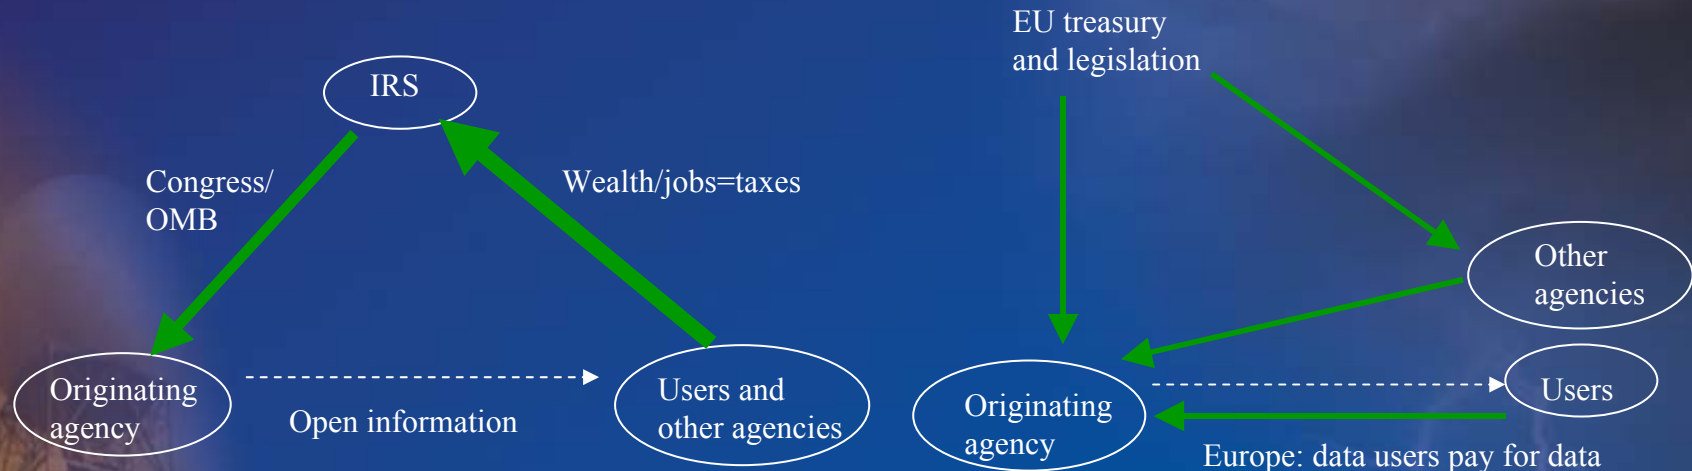 IRS
Congress/
OMB
Wealth/jobs=taxes
Originating
agency
Open information
Users and
other agencies
EU treasury
and legislation
Other
agencies
Originating
agency
Users
Europe: data users pay for data